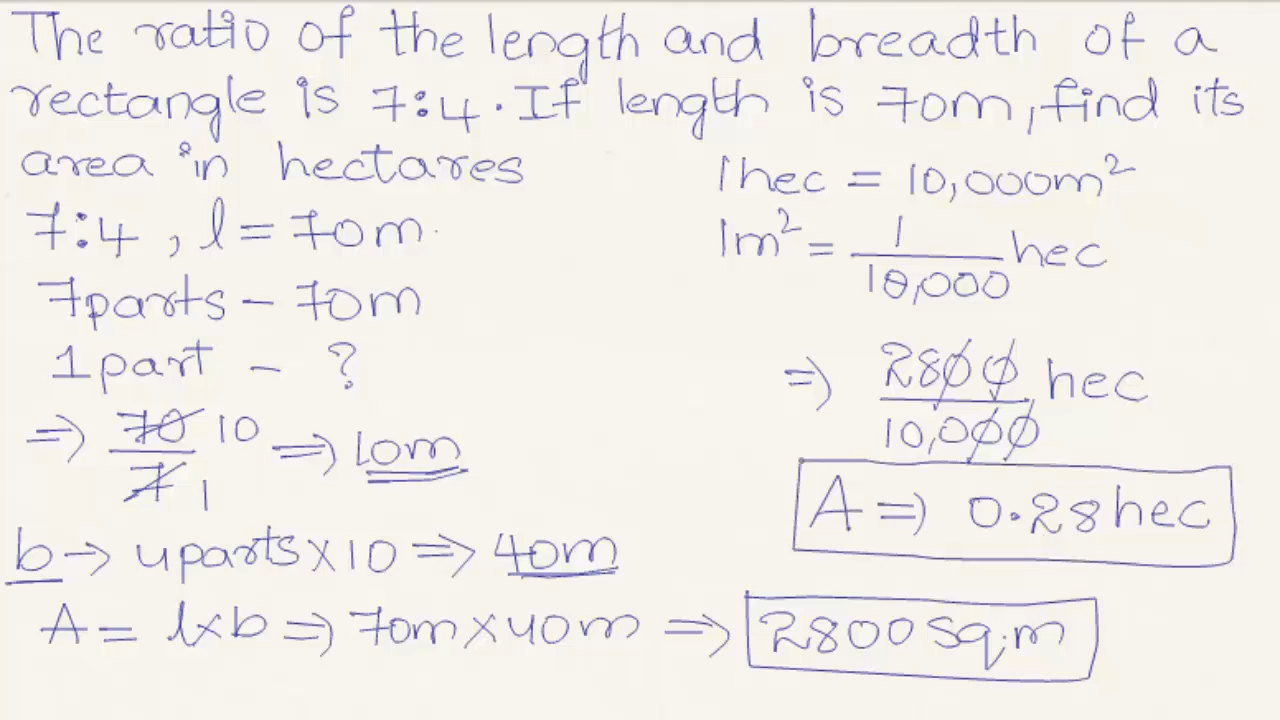 The ratio of the length and breadth of a
rectangle is 7:4. If length is 70m, find its
area in hectares
7:4, l = 70m.
7parts – 70m
1 part – ?
⇒ 70/7 10/1 ⇒ 10m
b → 4parts×10 ⇒ 40m
A = l×b ⇒ 70m×40m ⇒ 2800sq.m
1hec = 10,000m²
1m² = 1/10,000 hec
⇒ 2800/10,000 hec
A ⇒ 0.28hec